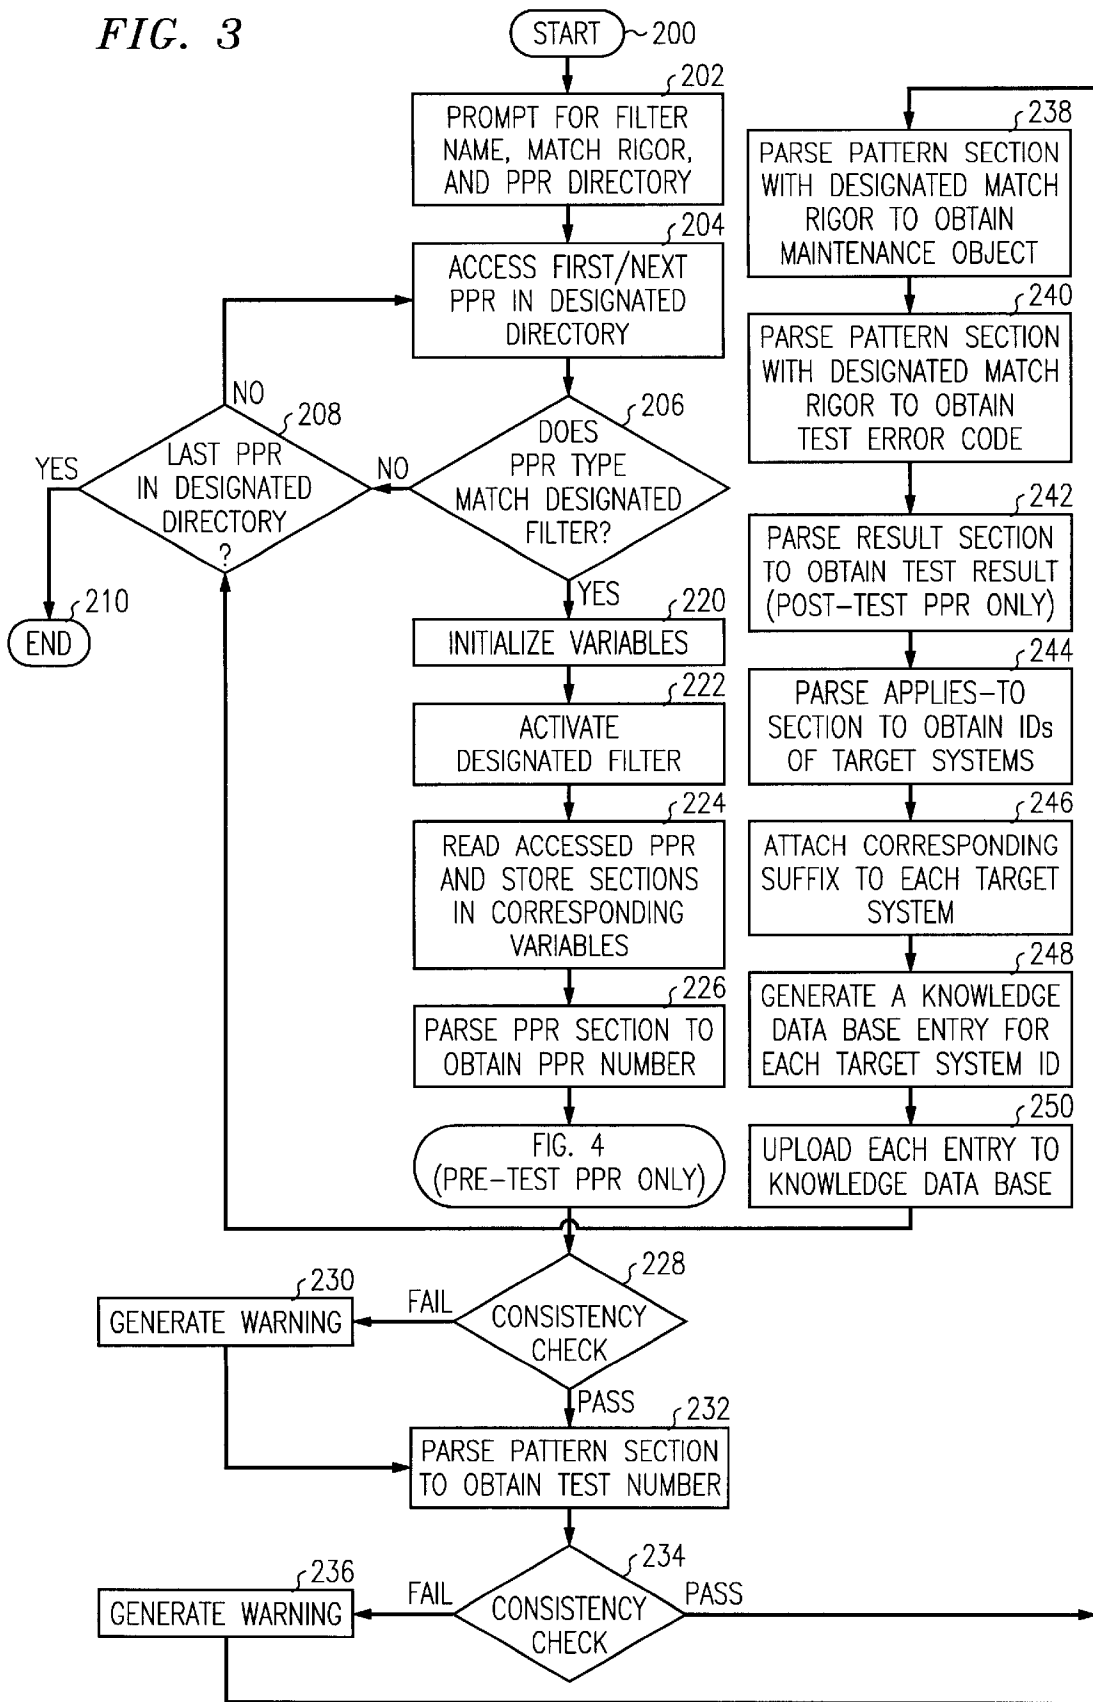 FIG. 3
START
200
202
PROMPT FOR FILTER
NAME, MATCH RIGOR,
AND PPR DIRECTORY
204
ACCESS FIRST/NEXT
PPR IN DESIGNATED
DIRECTORY
206
DOES
PPR TYPE
MATCH DESIGNATED
FILTER?
NO
YES
208
LAST PPR
IN DESIGNATED
DIRECTORY
?
NO
YES
210
END
220
INITIALIZE VARIABLES
222
ACTIVATE
DESIGNATED FILTER
224
READ ACCESSED PPR
AND STORE SECTIONS
IN CORRESPONDING
VARIABLES
226
PARSE PPR SECTION TO
OBTAIN PPR NUMBER
FIG. 4
(PRE-TEST PPR ONLY)
228
CONSISTENCY
CHECK
FAIL
PASS
230
GENERATE WARNING
232
PARSE PATTERN SECTION
TO OBTAIN TEST NUMBER
234
CONSISTENCY
CHECK
FAIL
PASS
236
GENERATE WARNING
238
PARSE PATTERN SECTION
WITH DESIGNATED MATCH
RIGOR TO OBTAIN
MAINTENANCE OBJECT
240
PARSE PATTERN SECTION
WITH DESIGNATED MATCH
RIGOR TO OBTAIN
TEST ERROR CODE
242
PARSE RESULT SECTION
TO OBTAIN TEST RESULT
(POST-TEST PPR ONLY)
244
PARSE APPLIES-TO
SECTION TO OBTAIN IDs
OF TARGET SYSTEMS
246
ATTACH CORRESPONDING
SUFFIX TO EACH TARGET
SYSTEM
248
GENERATE A KNOWLEDGE
DATA BASE ENTRY FOR
EACH TARGET SYSTEM ID
250
UPLOAD EACH ENTRY TO
KNOWLEDGE DATA BASE